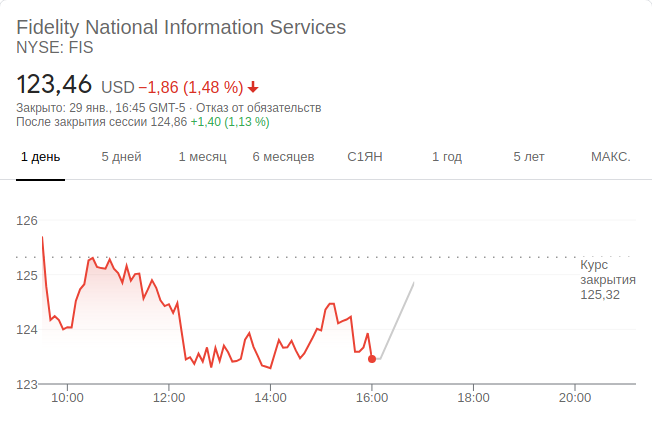 Fidelity National Information Services
NYSE: FIS
123,46 USD −1,86 (1,48 %)
Закрыто: 29 янв., 16:45 GMT-5 · Отказ от обязательств
После закрытия сессии 124,86 +1,40 (1,13 %)
1 день 5 дней 1 месяц 6 месяцев С1ЯН 1 год 5 лет МАКС.
126
125
124
123
Курс
закрытия
125,32
10:00 12:00 14:00 16:00 18:00 20:00